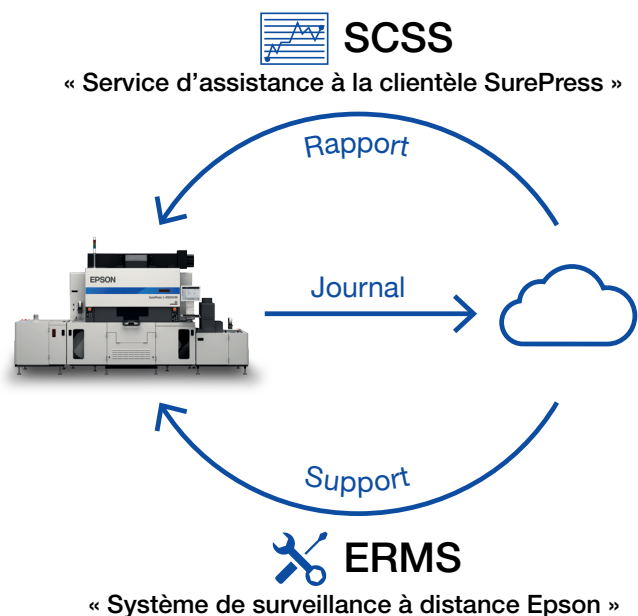 SCSS
« Service d'assistance à la clientèle SurePress »
Rapport
EPSON
Journal
Support
ERMS
« Système de surveillance à distance Epson »